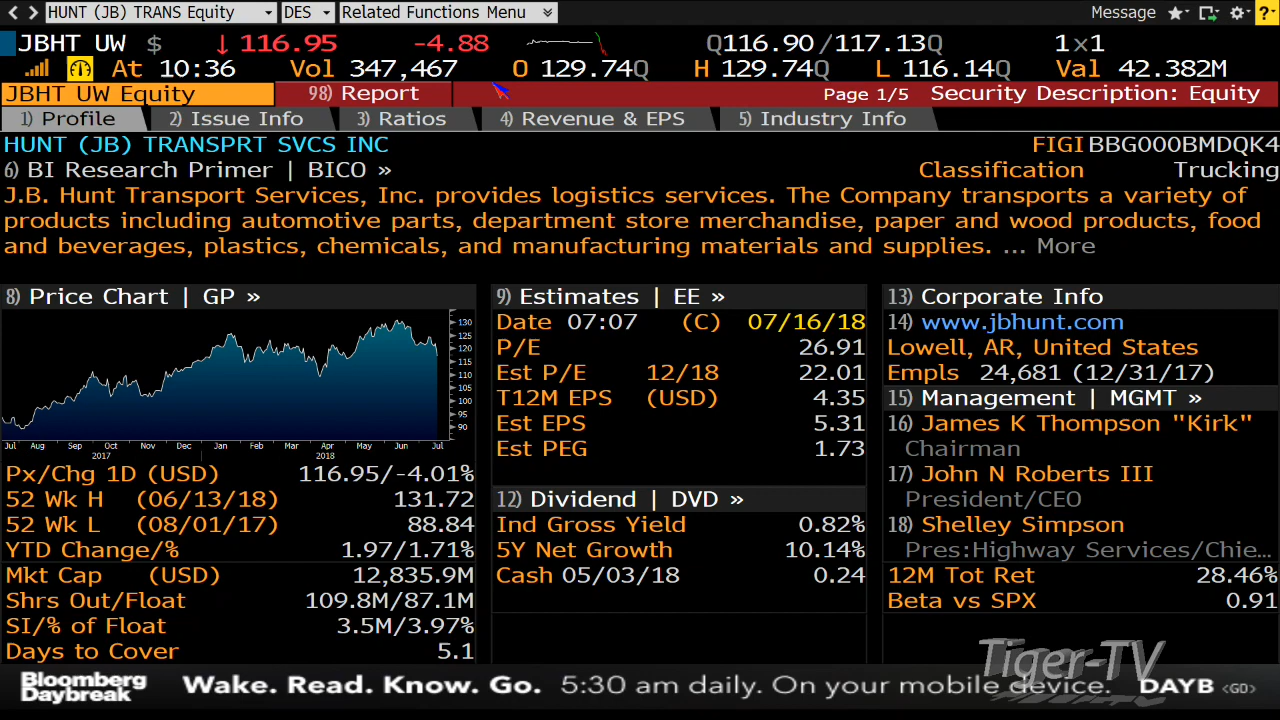 HUNT (JB) TRANS Equity DES Related Functions Menu Message ?
JBHT UW $ ↓ 116.95 -4.88 Q116.90 /117.13Q 1×1
At 10:36 Vol 347,467 O 129.74Q H 129.74Q L 116.14Q Val 42.382M
JBHT UW Equity 98) Report Page 1/5 Security Description: Equity
1) Profile 2) Issue Info 3) Ratios 4) Revenue & EPS 5) Industry Info
HUNT (JB) TRANSPRT SVCS INC FIGI BBG000BMDQK4
6) BI Research Primer | BICO » Classification Trucking
J.B. Hunt Transport Services, Inc. provides logistics services. The Company transports a variety of
products including automotive parts, department store merchandise, paper and wood products, food
and beverages, plastics, chemicals, and manufacturing materials and supplies. ... More
8) Price Chart | GP »
130
125
120
115
110
105
100
95
90
Jul Aug Sep Oct Nov Dec Jan Feb Mar Apr May Jun Jul
2017 2018
Px/Chg 1D (USD) 116.95/-4.01%
52 Wk H (06/13/18) 131.72
52 Wk L (08/01/17) 88.84
YTD Change/% 1.97/1.71%
Mkt Cap (USD) 12,835.9M
Shrs Out/Float 109.8M/87.1M
SI/% of Float 3.5M/3.97%
Days to Cover 5.1
9) Estimates | EE »
Date 07:07 (C) 07/16/18
P/E 26.91
Est P/E 12/18 22.01
T12M EPS (USD) 4.35
Est EPS 5.31
Est PEG 1.73
12) Dividend | DVD »
Ind Gross Yield 0.82%
5Y Net Growth 10.14%
Cash 05/03/18 0.24
13) Corporate Info
14) www.jbhunt.com
Lowell, AR, United States
Empls 24,681 (12/31/17)
15) Management | MGMT »
16) James K Thompson "Kirk"
Chairman
17) John N Roberts III
President/CEO
18) Shelley Simpson
Pres:Highway Services/Chie...
12M Tot Ret 28.46%
Beta vs SPX 0.91
Tiger-TV
Bloomberg
Daybreak
Wake. Read. Know. Go. 5:30 am daily. On your mobile device. DAYB <GO>